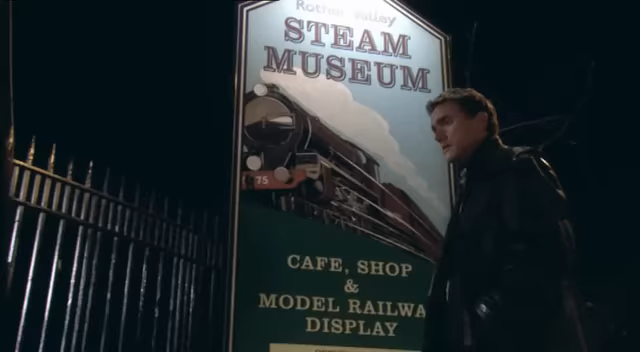 Rother Valley
STEAM
MUSEUM
75
CAFE, SHOP
&
MODEL RAILWA
DISPLAY